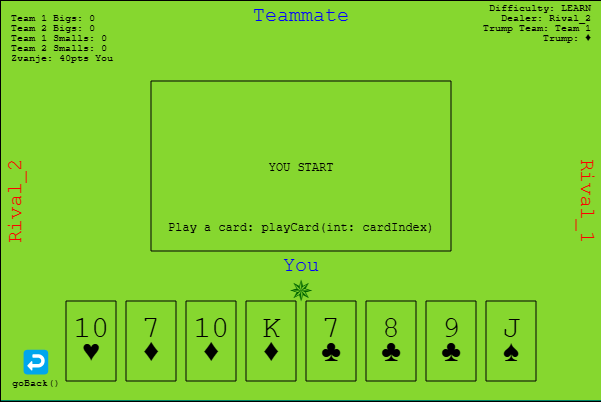 Team 1 Bigs: 0
Team 2 Bigs: 0
Team 1 Smalls: 0
Team 2 Smalls: 0
Zvanje: 40pts You
Teammate
Difficulty: LEARN
Dealer: Rival_2
Trump Team: Team 1
Trump: ♦
Rival_2
YOU START
Play a card: playCard(int: cardIndex)
Rival_1
You
10 7 10 K 7 8 9 J
♥ ♦ ♦ ♦ ♣ ♣ ♣ ♠
goBack()